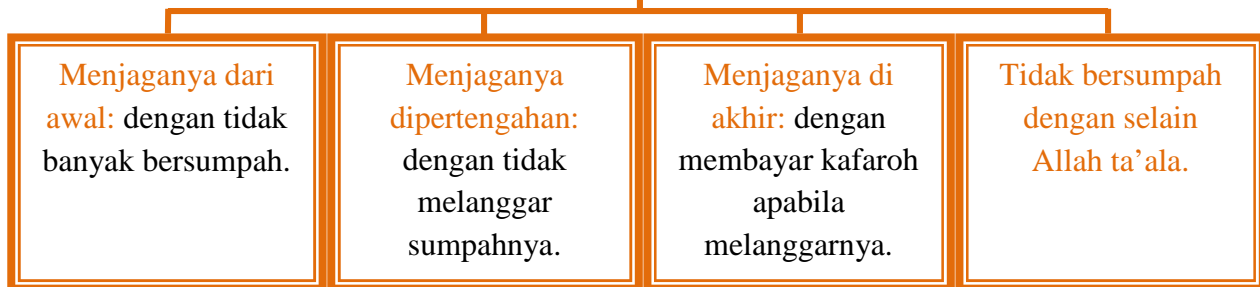 Menjaganya dari
awal: dengan tidak
banyak bersumpah.
Menjaganya
dipertengahan:
dengan tidak
melanggar
sumpahnya.
Menjaganya di
akhir: dengan
membayar kafaroh
apabila
melanggarnya.
Tidak bersumpah
dengan selain
Allah ta’ala.